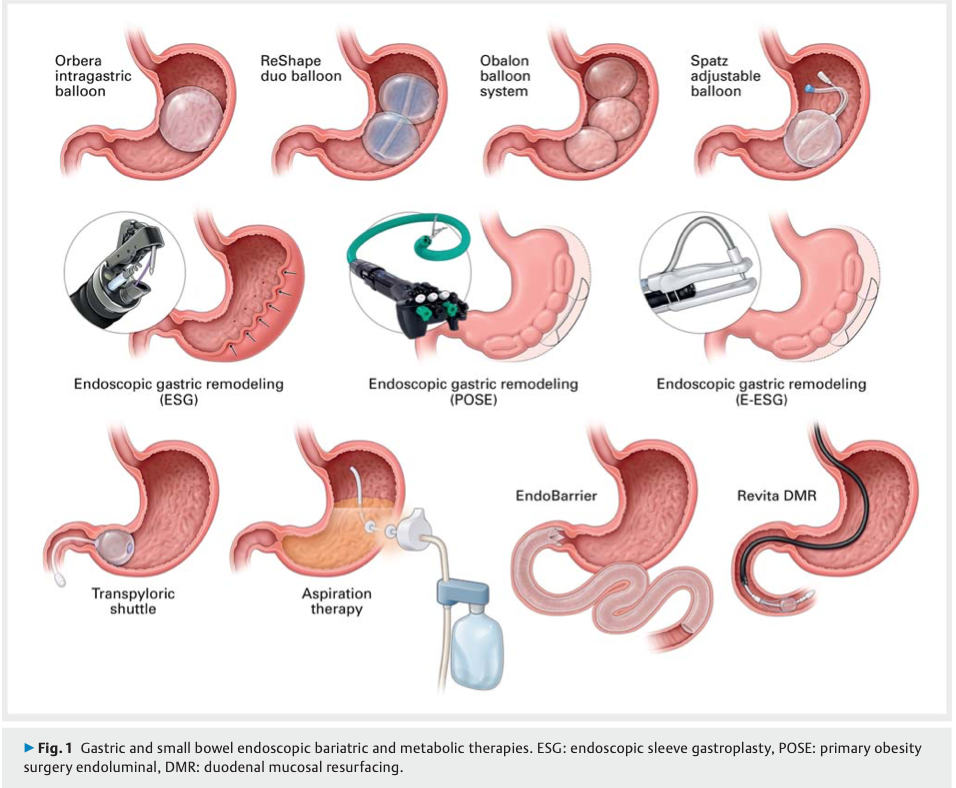 Orbera
intragastric
balloon
ReShape
duo balloon
Obalon
balloon
system
Spatz
adjustable
balloon
Endoscopic gastric remodeling
(ESG)
Endoscopic gastric remodeling
(POSE)
Endoscopic gastric remodeling
(E-ESG)
Transpyloric
shuttle
Aspiration
therapy
EndoBarrier
Revita DMR
▶ Fig. 1 Gastric and small bowel endoscopic bariatric and metabolic therapies. ESG: endoscopic sleeve gastroplasty, POSE: primary obesity
surgery endoluminal, DMR: duodenal mucosal resurfacing.